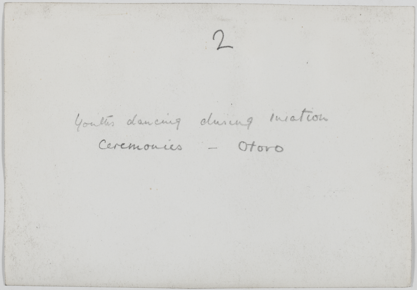 2
Youths dancing during
Ceremonies - Otoro